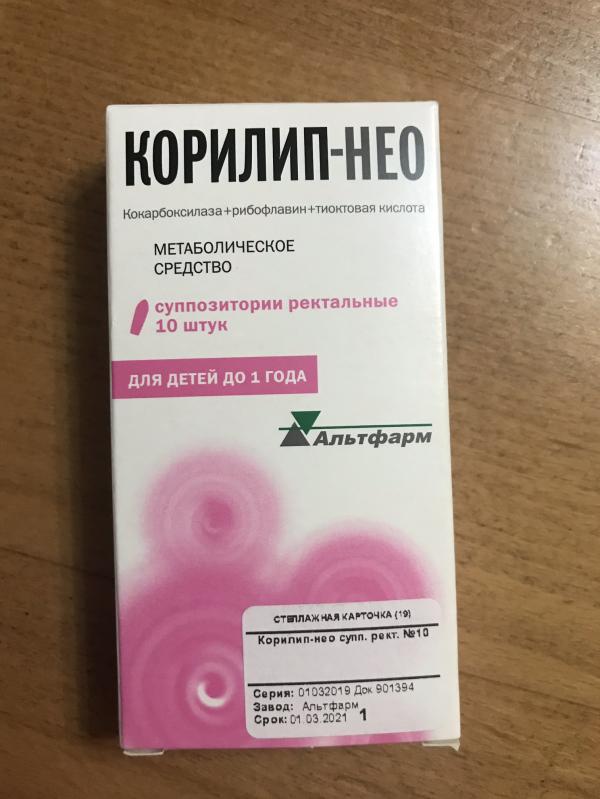 КОРИЛИП-НЕО
Кокарбоксилаза+рибофлавин+тиоктовая кислота
МЕТАБОЛИЧЕСКОЕ
СРЕДСТВО
суппозитории ректальные
10 штук
ДЛЯ ДЕТЕЙ ДО 1 ГОДА
Альтфарм
СТЕЛЛАЖНАЯ КАРТОЧКА (19)
Корилип-нео супп. рект. №10
Серия: 01032019 Док 901394
Завод: Альтфарм
Срок: 01.03.2021 1